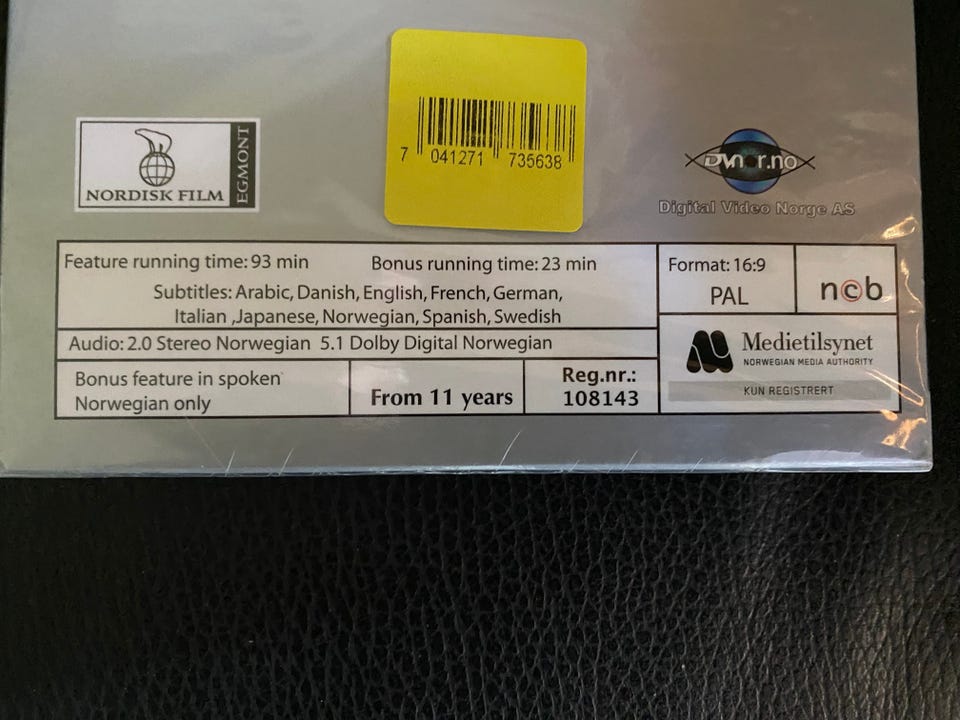 NORDISK FILM
EGMONT
7 041271 735638
DVnor.no
Digital Video Norge AS
Feature running time: 93 min Bonus running time: 23 min
Subtitles: Arabic, Danish, English, French, German,
Italian ,Japanese, Norwegian, Spanish, Swedish
Audio: 2.0 Stereo Norwegian 5.1 Dolby Digital Norwegian
Bonus feature in spoken
Norwegian only
From 11 years
Reg.nr.:
108143
Format: 16:9
PAL
ncb
Medietilsynet
NORWEGIAN MEDIA AUTHORITY
KUN REGISTRERT